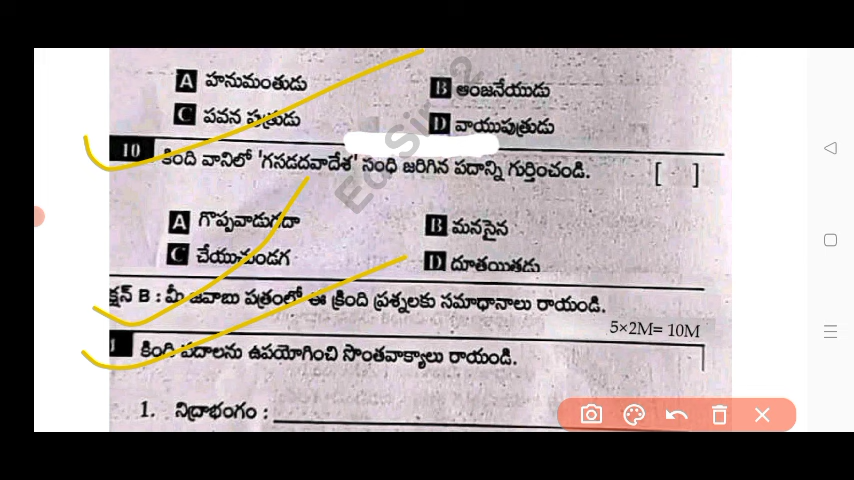 A హనుమంతుడు B ఆంజనేయుడు
C పవన పుత్రుడు D వాయుపుత్రుడు
10 కింది వానిలో 'గసడదవాదేశ' సంధి జరిగిన పదాన్ని గుర్తించండి. [ ]
A గొప్పవాడుగదా B మనసైన
C చేయుచుండగ D దూతయితడు
క్షన్ B : మీ జవాబు పత్రంలో ఈ క్రింది ప్రశ్నలకు సమాధానాలు రాయండి.
5×2M= 10M
కింది పదాలను ఉపయోగించి సొంతవాక్యాలు రాయండి.
1. నిద్రాభంగం :